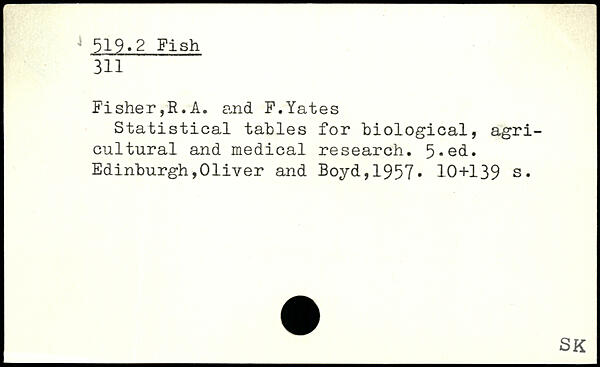 519.2 Fish
311
Fisher,R.A. and F.Yates
Statistical tables for biological, agri-
cultural and medical research. 5.ed.
Edinburgh,Oliver and Boyd,1957. 10+139 s.
SK